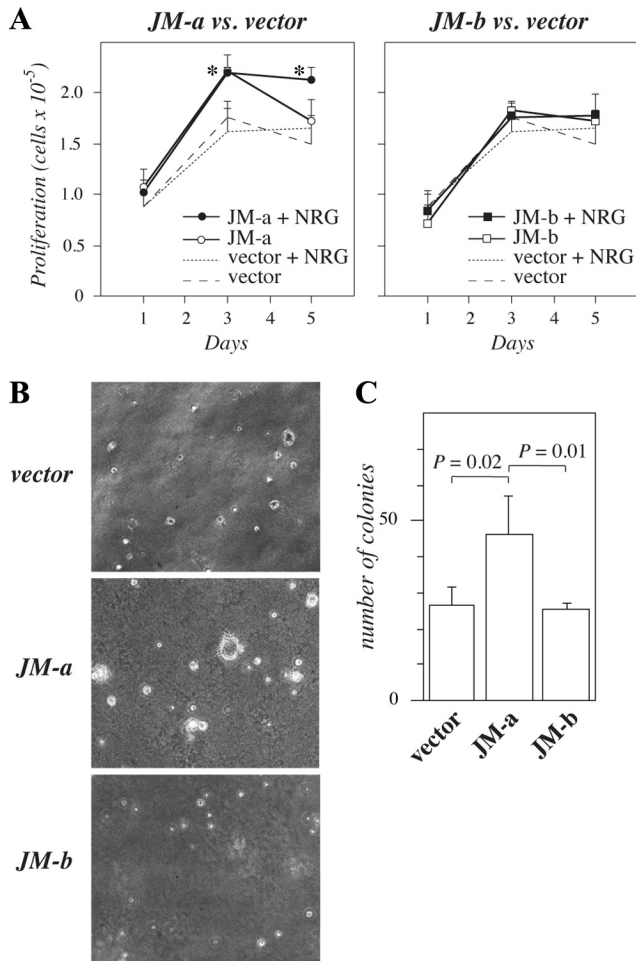 A
JM-a vs. vector
JM-b vs. vector
Proliferation (cells x 10-5)
2.0
1.5
1.0
0.5
0
*
*
JM-a + NRG
JM-a
vector + NRG
vector
JM-b + NRG
JM-b
vector + NRG
vector
1 2 3 4 5
1 2 3 4 5
Days
Days
B
vector
JM-a
JM-b
C
number of colonies
50
0
P = 0.02
P = 0.01
vector
JM-a
JM-b